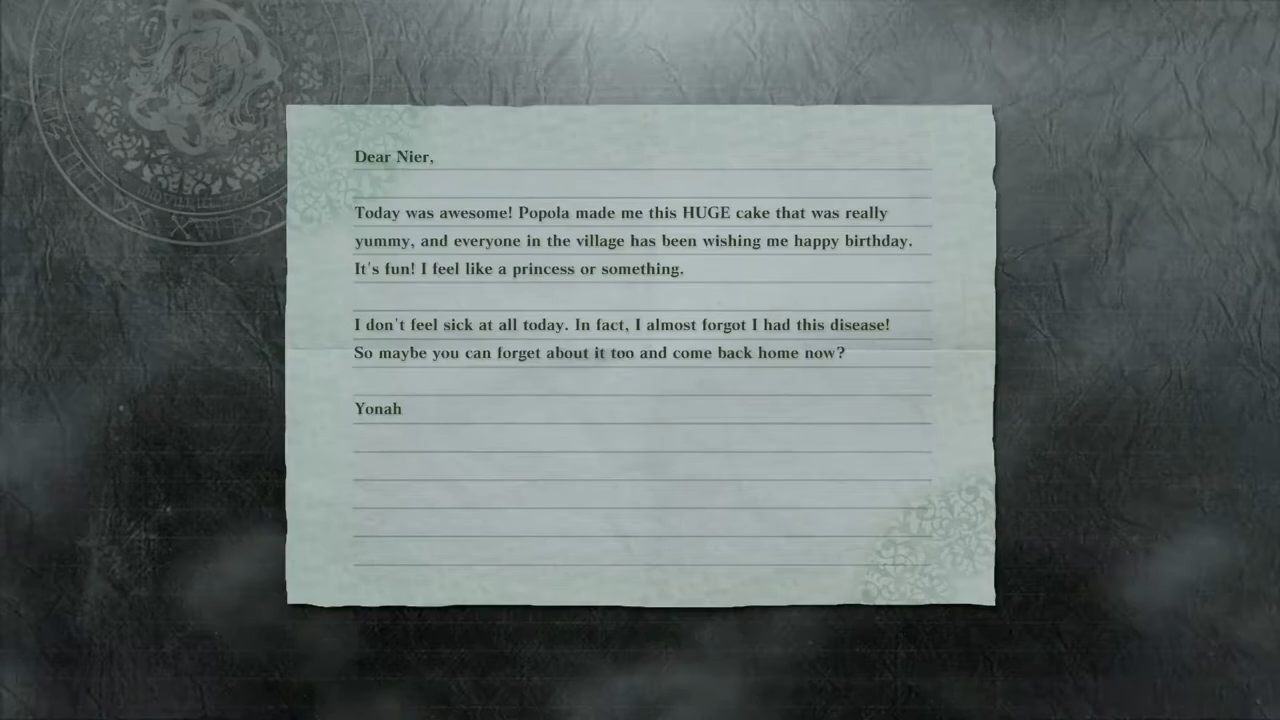 Dear Nier,
Today was awesome! Popola made me this HUGE cake that was really
yummy, and everyone in the village has been wishing me happy birthday.
It's fun! I feel like a princess or something.
I don't feel sick at all today. In fact, I almost forgot I had this disease!
So maybe you can forget about it too and come back home now?
Yonah